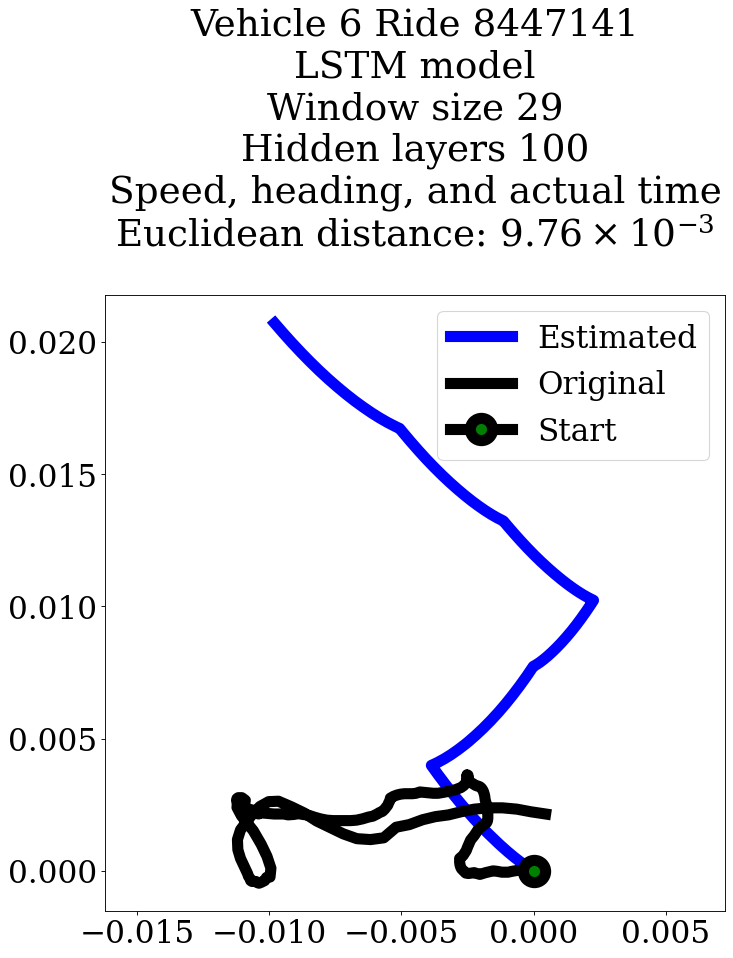 Vehicle 6 Ride 8447141
LSTM model
Window size 29
Hidden layers 100
Speed, heading, and actual time
Euclidean distance: 9.76 × 10⁻³
Estimated
Original
Start
0.020
0.015
0.010
0.005
0.000
−0.015 −0.010 −0.005 0.000 0.005